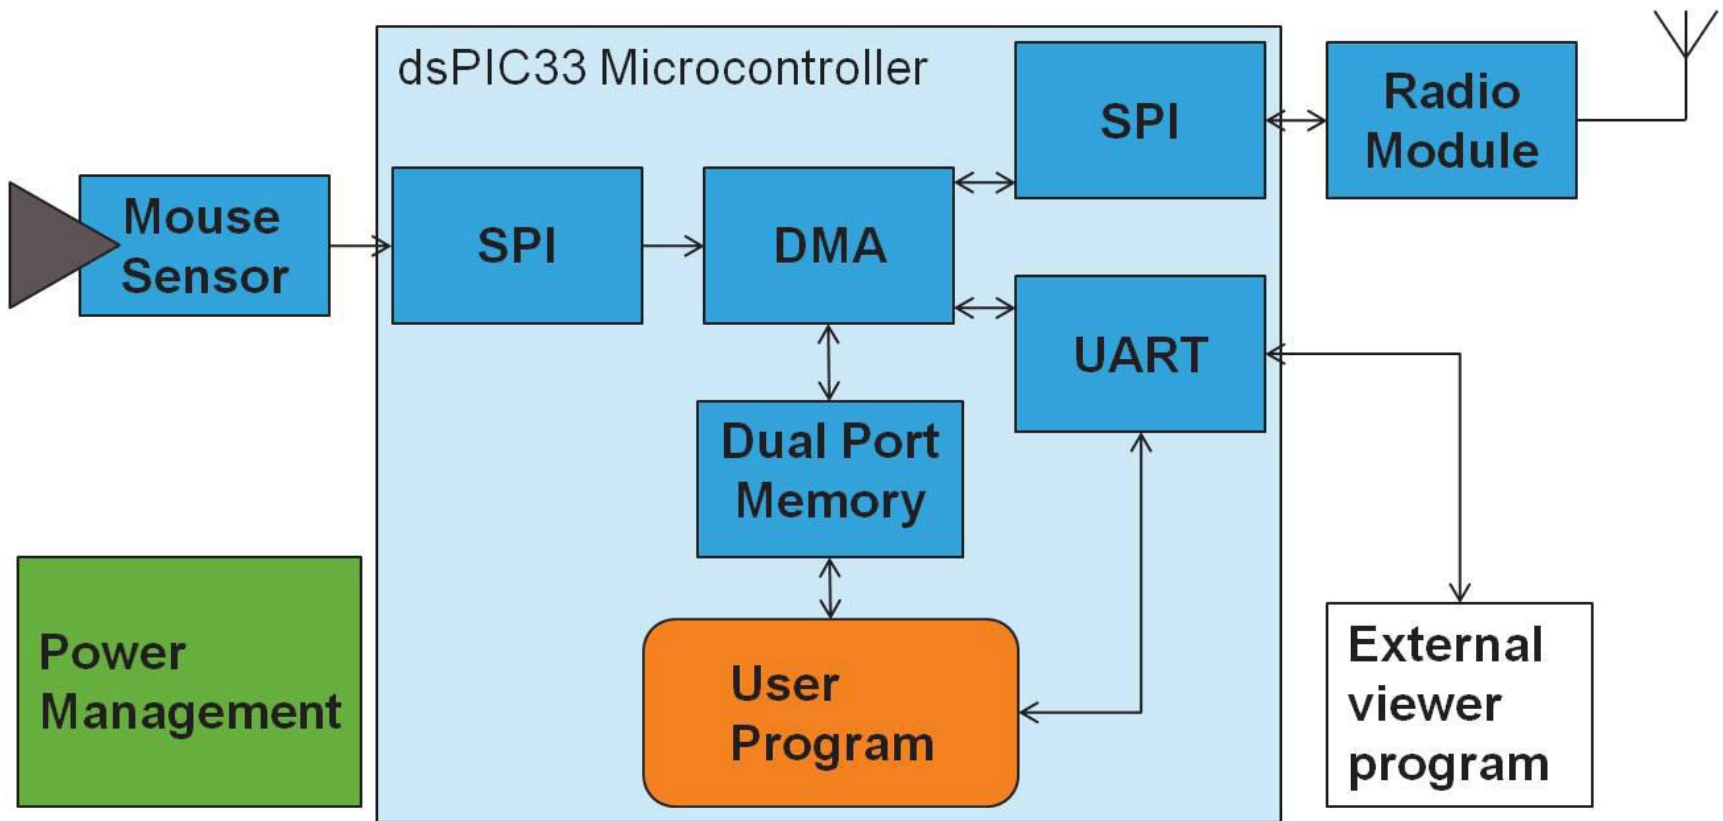 dsPIC33 Microcontroller
SPI
Radio
Module
Mouse
Sensor
SPI
DMA
UART
Dual Port
Memory
Power
Management
User
Program
External
viewer
program